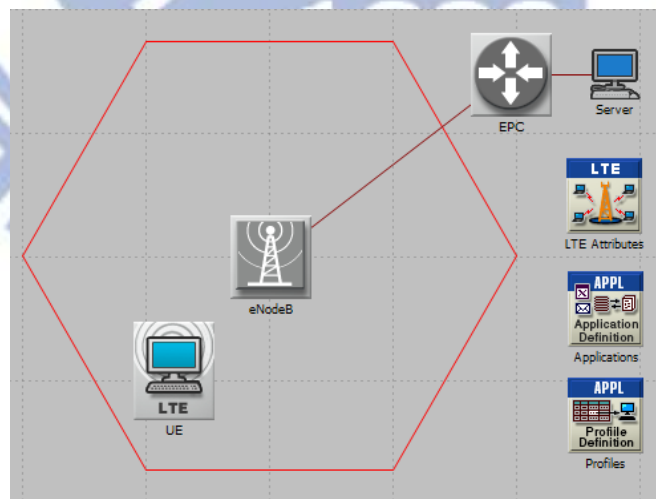 EPC
Server
LTE
LTE Attributes
eNodeB
APPL
Application
Definition
Applications
LTE
UE
APPL
Profile
Definition
Profiles